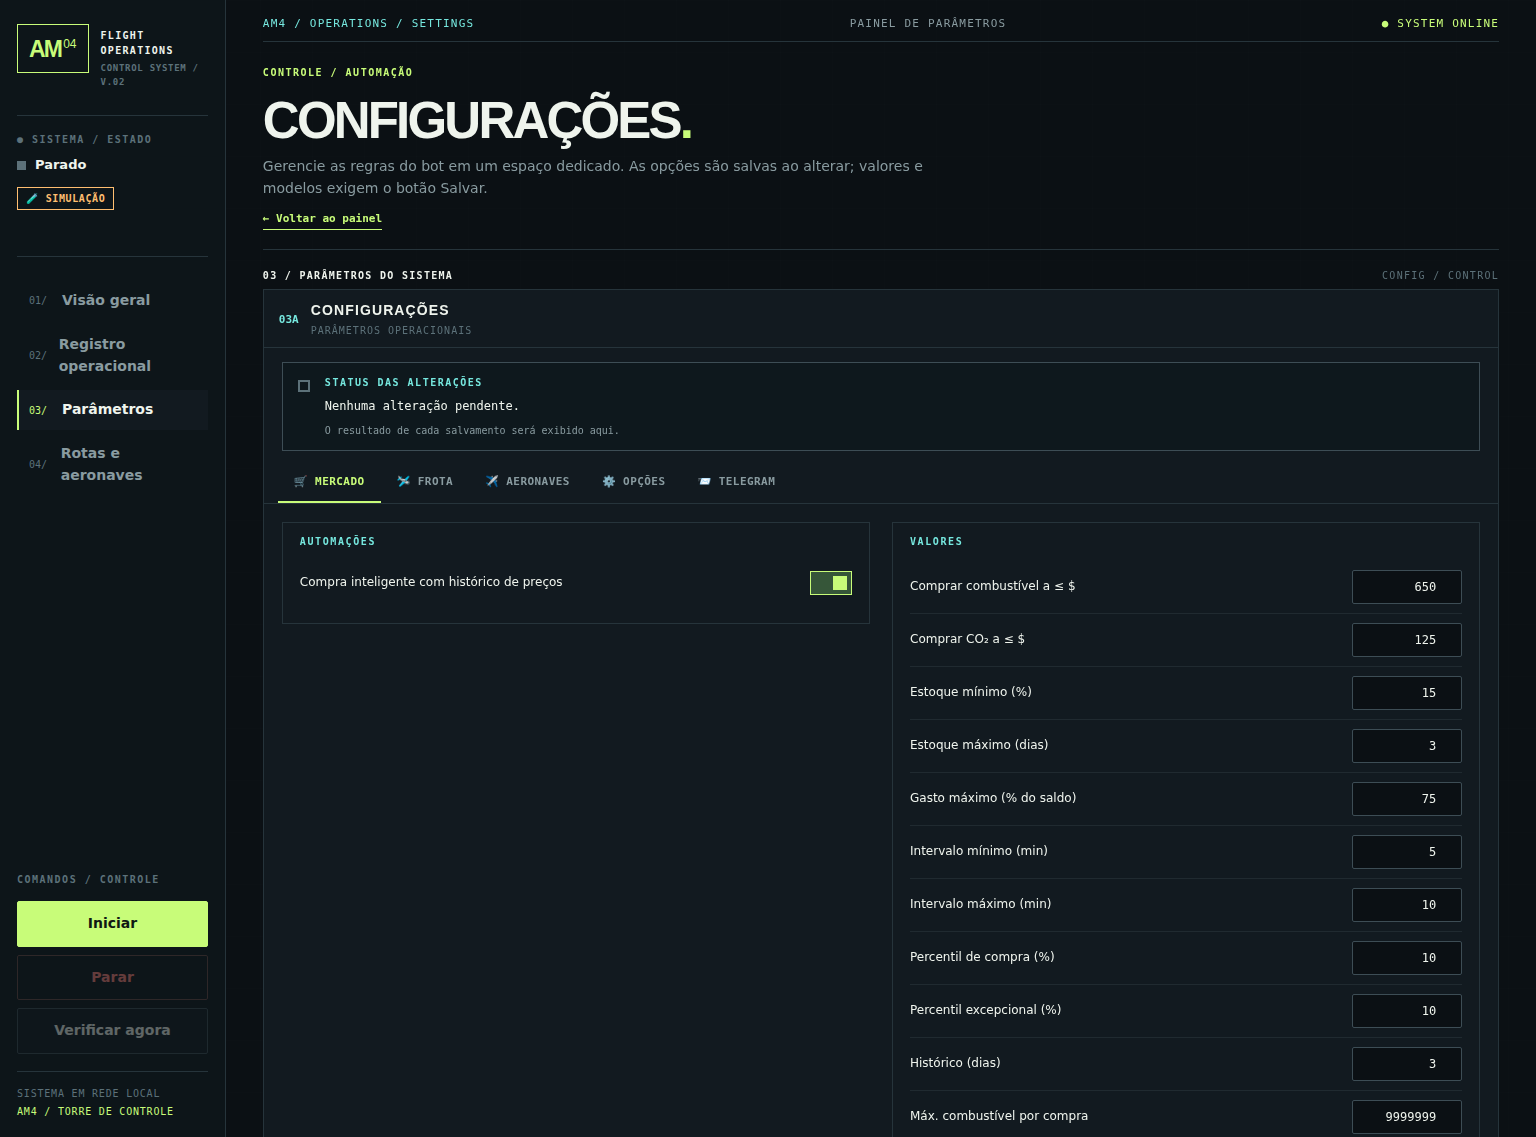 AM04
FLIGHT
OPERATIONS
CONTROL SYSTEM /
V.02
● SISTEMA / ESTADO
Parado
SIMULAÇÃO
01/ Visão geral
02/ Registro
operacional
03/ Parâmetros
04/ Rotas e
aeronaves
COMANDOS / CONTROLE
Iniciar
Parar
Verificar agora
SISTEMA EM REDE LOCAL
AM4 / TORRE DE CONTROLE
AM4 / OPERATIONS / SETTINGS
PAINEL DE PARÂMETROS
● SYSTEM ONLINE
CONTROLE / AUTOMAÇÃO
CONFIGURAÇÕES.
Gerencie as regras do bot em um espaço dedicado. As opções são salvas ao alterar; valores e
modelos exigem o botão Salvar.
← Voltar ao painel
03 / PARÂMETROS DO SISTEMA
CONFIG / CONTROL
03A
CONFIGURAÇÕES
PARÂMETROS OPERACIONAIS
STATUS DAS ALTERAÇÕES
Nenhuma alteração pendente.
O resultado de cada salvamento será exibido aqui.
MERCADO
FROTA
AERONAVES
OPÇÕES
TELEGRAM
AUTOMAÇÕES
Compra inteligente com histórico de preços
VALORES
Comprar combustível a ≤ $ 650
Comprar CO₂ a ≤ $ 125
Estoque mínimo (%) 15
Estoque máximo (dias) 3
Gasto máximo (% do saldo) 75
Intervalo mínimo (min) 5
Intervalo máximo (min) 10
Percentil de compra (%) 10
Percentil excepcional (%) 10
Histórico (dias) 3
Máx. combustível por compra 9999999